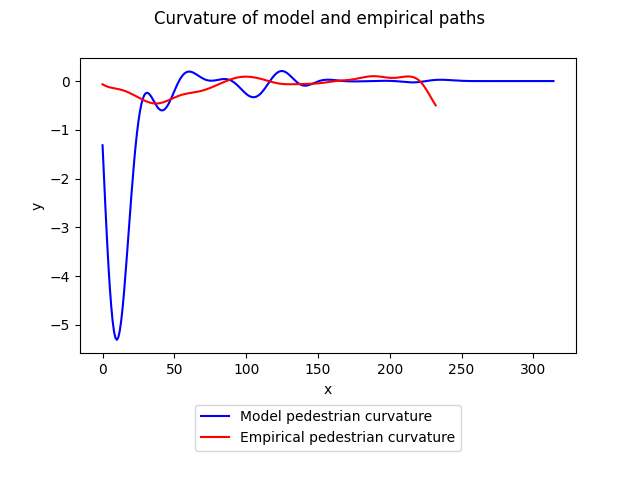 Curvature of model and empirical paths
0
−1
−2
−3
−4
−5
y
0 50 100 150 200 250 300
x
Model pedestrian curvature
Empirical pedestrian curvature